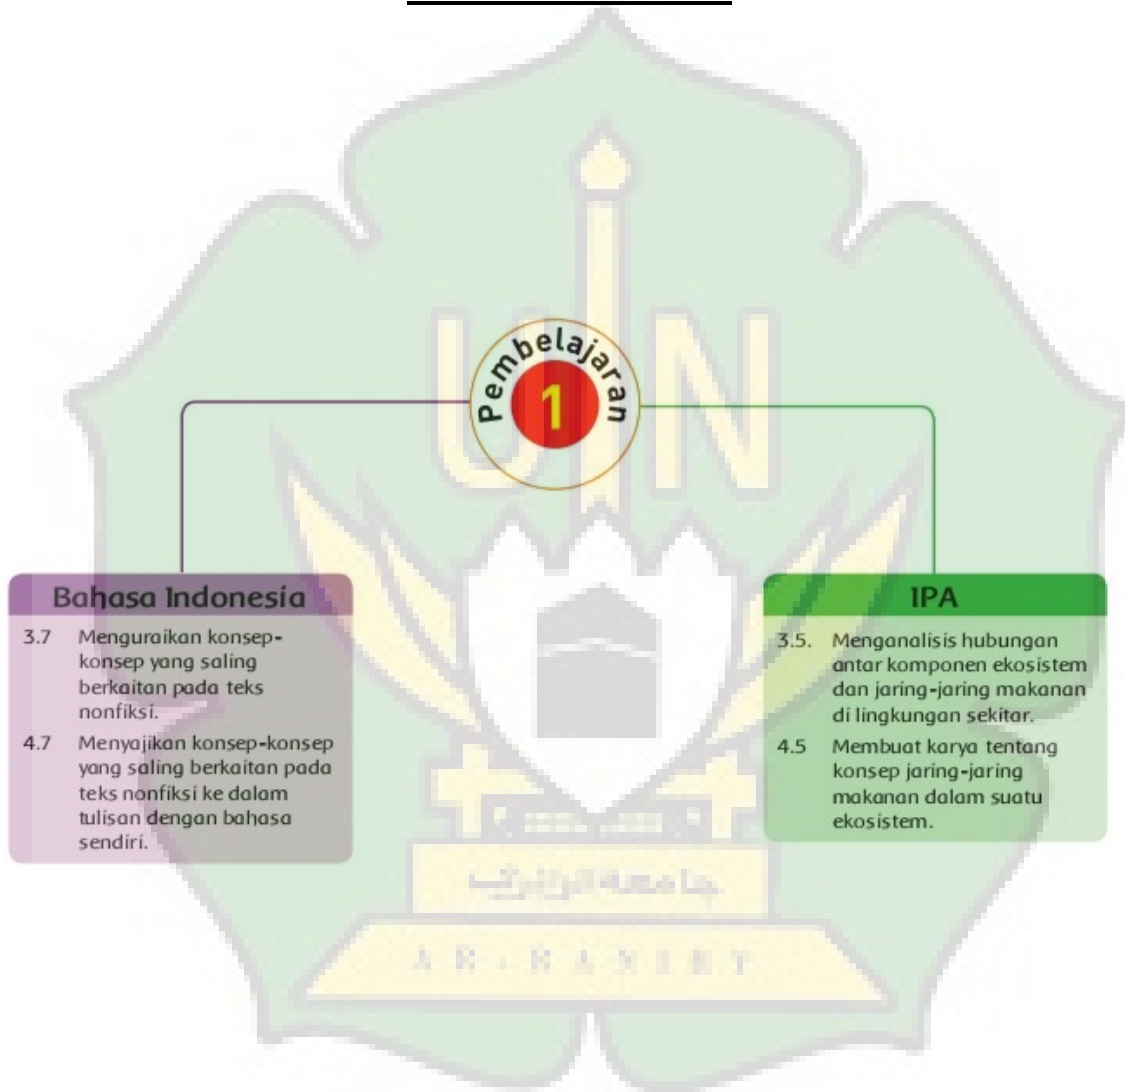 Pembelajaran
1
Bahasa Indonesia
3.7 Menguraikan konsep-
konsep yang saling
berkaitan pada teks
nonfiksi.
4.7 Menyajikan konsep-konsep
yang saling berkaitan pada
teks nonfiksi ke dalam
tulisan dengan bahasa
sendiri.
IPA
3.5. Menganalisis hubungan
antar komponen ekosistem
dan jaring-jaring makanan
di lingkungan sekitar.
4.5 Membuat karya tentang
konsep jaring-jaring
makanan dalam suatu
ekosistem.
UIN
جامعة الرانيري
AR-RANIRY